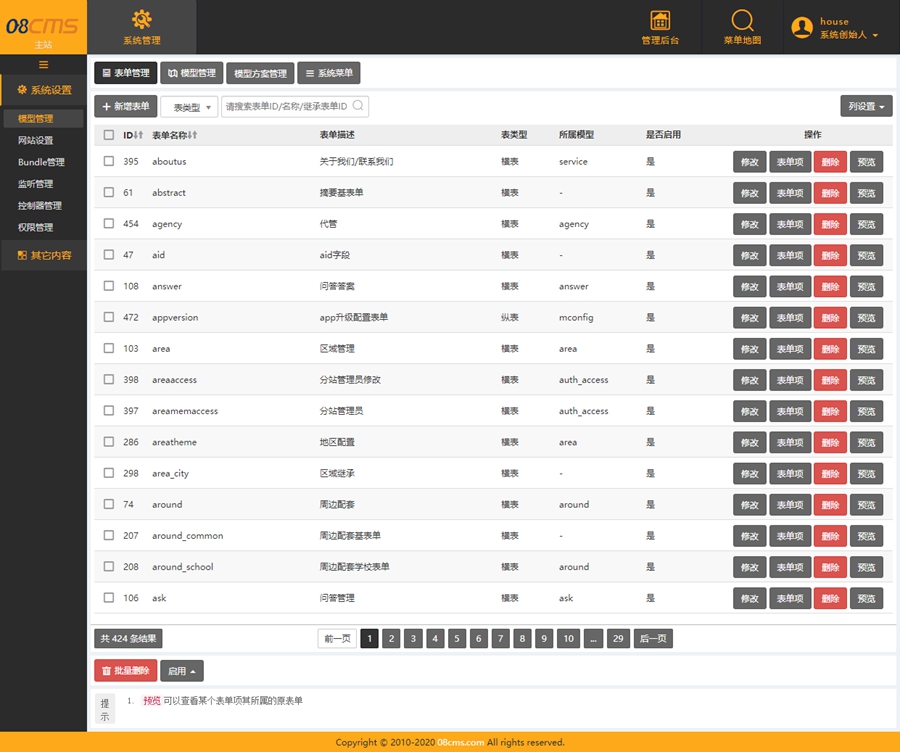 08CMS
主站
系统管理
管理后台
菜单地图
house
系统创始人
系统设置
模型管理
网站设置
Bundle管理
监听管理
控制器管理
权限管理
其它内容
表单管理 模型管理 模型方案管理 系统菜单
新增表单 表类型 请搜索表单ID/名称/继承表单ID 列设置
ID 表单名称 表单描述 表类型 所属模型 是否启用 操作
395 aboutus 关于我们/联系我们 横表 service 是 修改 表单项 删除 预览
61 abstract 摘要基表单 横表 - 是 修改 表单项 删除 预览
454 agency 代管 横表 agency 是 修改 表单项 删除 预览
47 aid aid字段 横表 - 是 修改 表单项 删除 预览
108 answer 问答答案 横表 answer 是 修改 表单项 删除 预览
472 appversion app升级配置表单 纵表 mconfig 是 修改 表单项 删除 预览
103 area 区域管理 横表 area 是 修改 表单项 删除 预览
398 areaaccess 分站管理员修改 横表 auth_access 是 修改 表单项 删除 预览
397 areamemaccess 分站管理员 横表 auth_access 是 修改 表单项 删除 预览
286 areatheme 地区配置 横表 area 是 修改 表单项 删除 预览
298 area_city 区域继承 横表 - 是 修改 表单项 删除 预览
74 around 周边配套 横表 around 是 修改 表单项 删除 预览
207 around_common 周边配套基表单 横表 - 是 修改 表单项 删除 预览
208 around_school 周边配套学校表单 横表 around 是 修改 表单项 删除 预览
106 ask 问答管理 横表 ask 是 修改 表单项 删除 预览
共 424 条结果 前一页 1 2 3 4 5 6 7 8 9 10 ... 29 后一页
批量删除 启用
提示
1. 预览 可以查看某个表单项其所属的原表单
Copyright © 2010-2020 08cms.com All rights reserved.